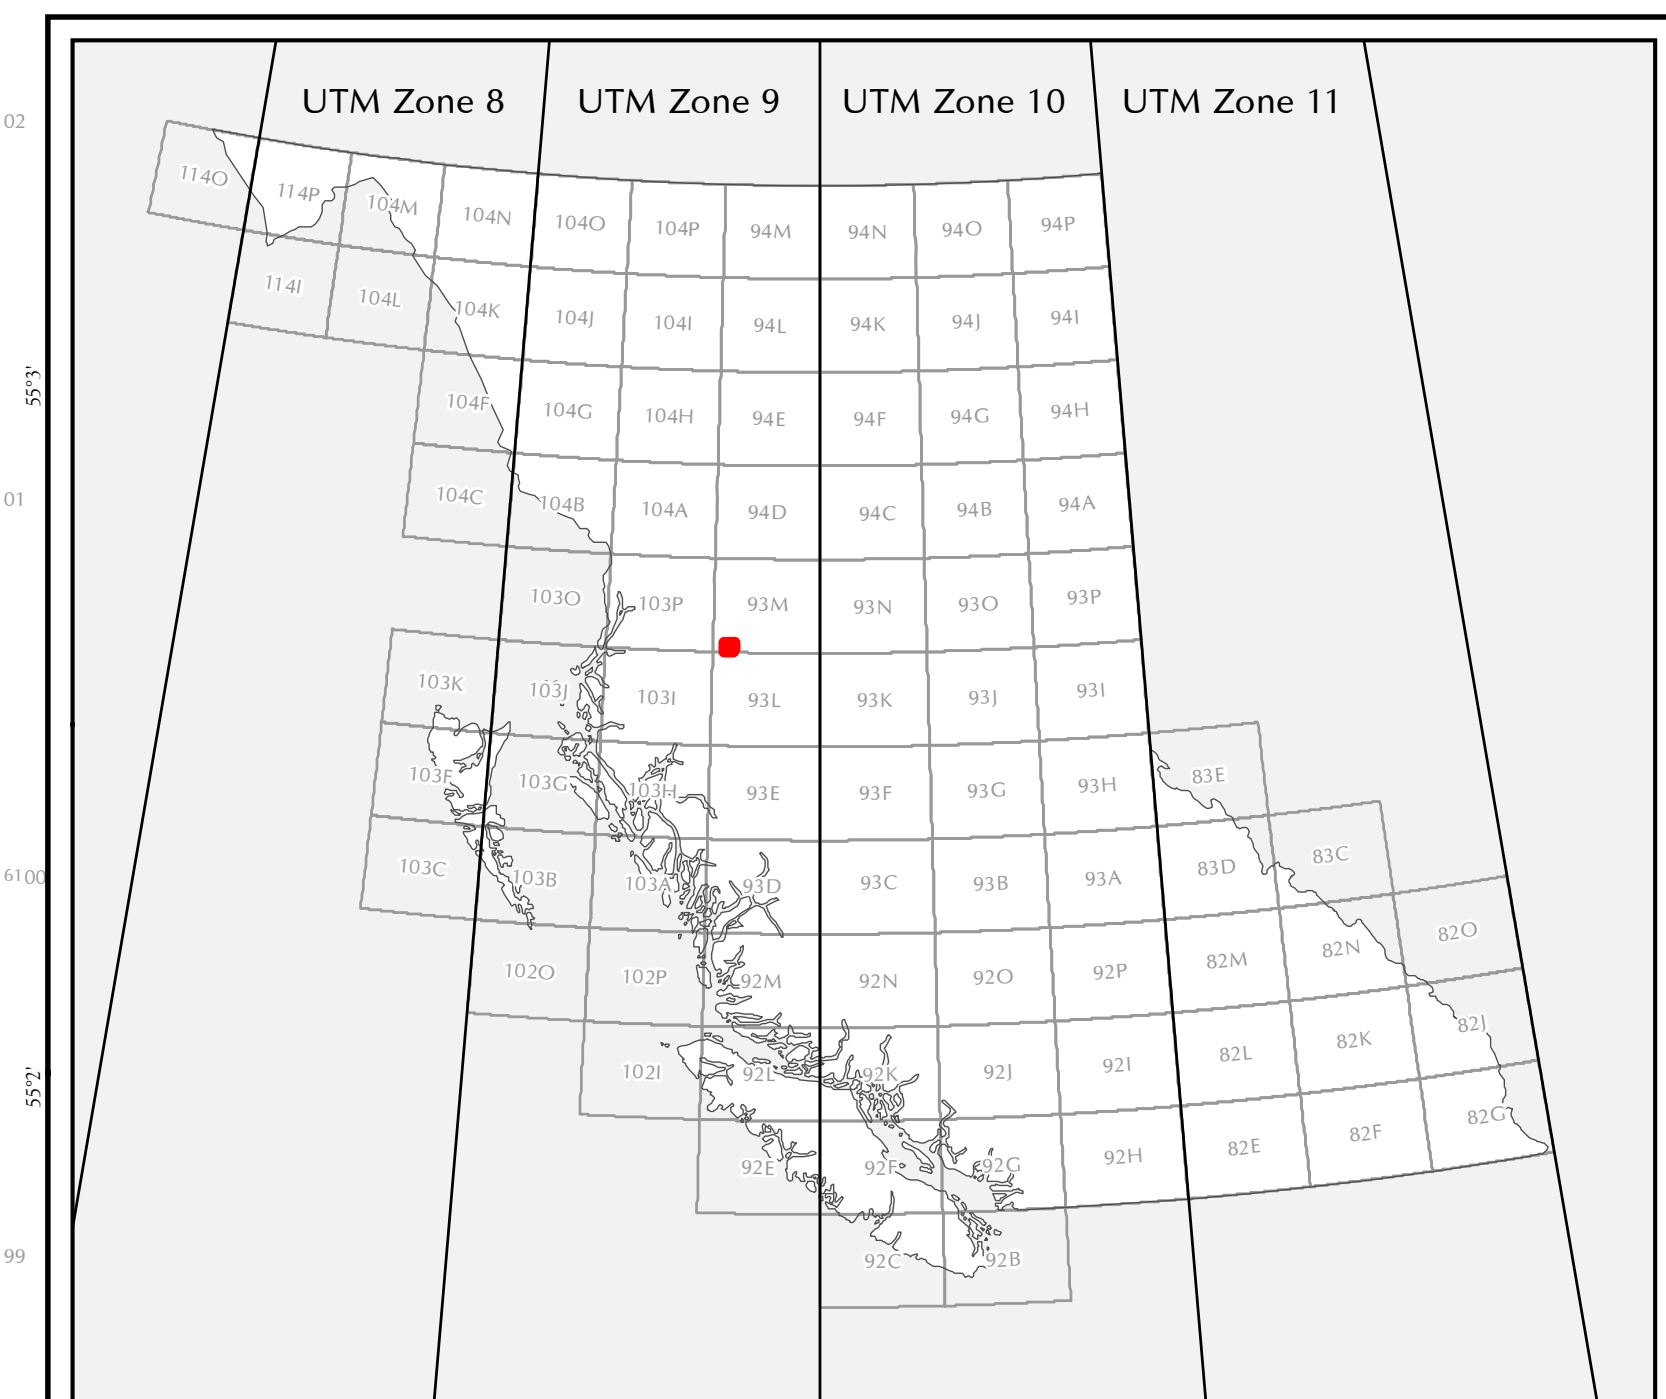 UTM Zone 8 UTM Zone 9 UTM Zone 10 UTM Zone 11
02
114O 114P 104M 104N 104O 104P 94M 94N 94O 94P
114I 104L 104K 104J 104I 94L 94K 94J 94I
55°3'
104F 104G 104H 94E 94F 94G 94H
01
104C 104B 104A 94D 94C 94B 94A
103O 103P 93M 93N 93O 93P
103K 103J 103I 93L 93K 93J 93I
103F 103G 103H 93E 93F 93G 93H 83E
6100
103C 103B 103A 93D 93C 93B 93A 83D 83C
102O 102P 92M 92N 92O 92P 82M 82N 82O
55°2'
102I 92L 92K 92J 92I 82L 82K 82J
92E 92F 92G 92H 82E 82F 82G
99
92C 92B